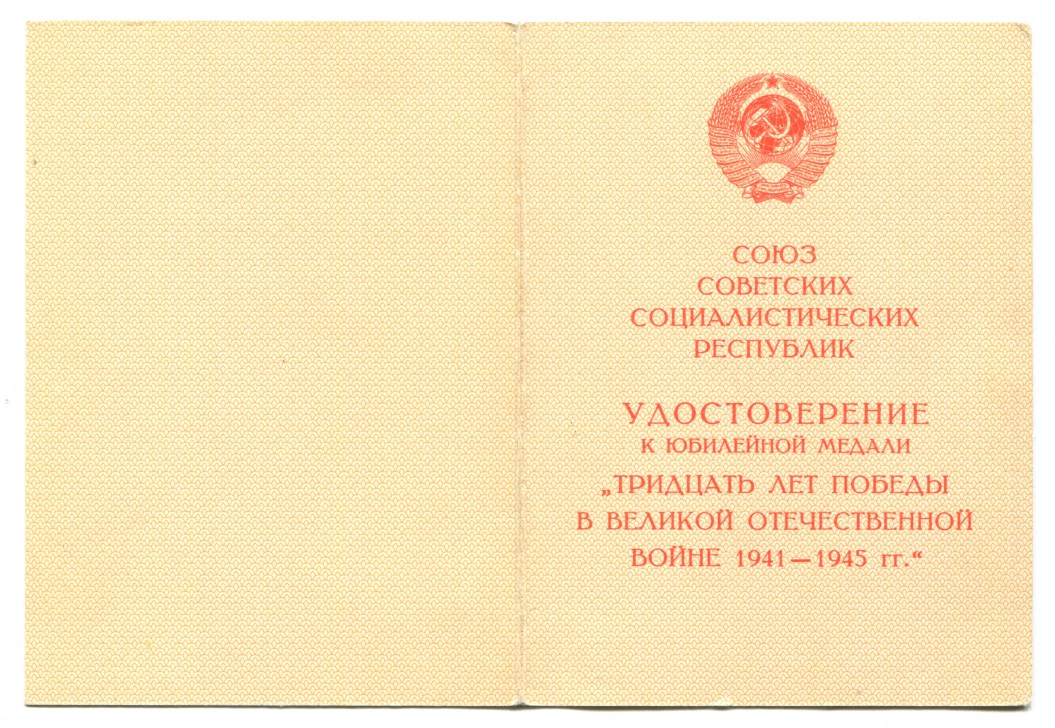 СОЮЗ
СОВЕТСКИХ
СОЦИАЛИСТИЧЕСКИХ
РЕСПУБЛИК
УДОСТОВЕРЕНИЕ
К ЮБИЛЕЙНОЙ МЕДАЛИ
„ТРИДЦАТЬ ЛЕТ ПОБЕДЫ
В ВЕЛИКОЙ ОТЕЧЕСТВЕННОЙ
ВОЙНЕ 1941—1945 гг.“